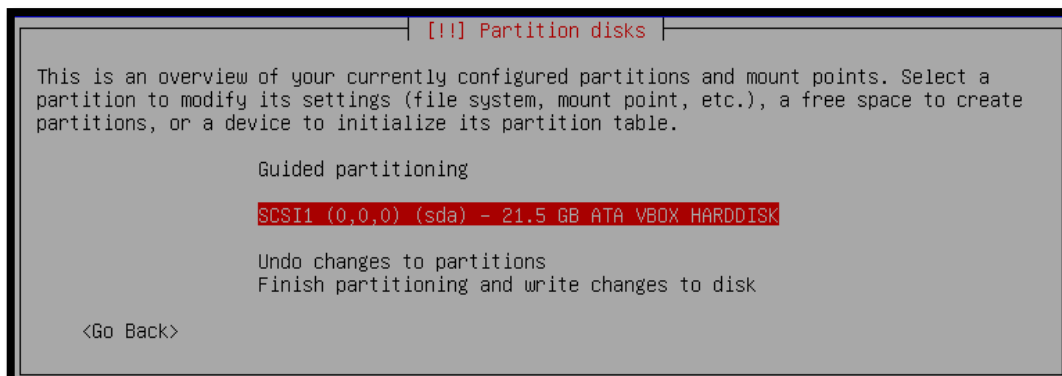 [!!] Partition disks
This is an overview of your currently configured partitions and mount points. Select a
partition to modify its settings (file system, mount point, etc.), a free space to create
partitions, or a device to initialize its partition table.
Guided partitioning
SCSI1 (0,0,0) (sda) - 21.5 GB ATA VBOX HARDDISK
Undo changes to partitions
Finish partitioning and write changes to disk
<Go Back>